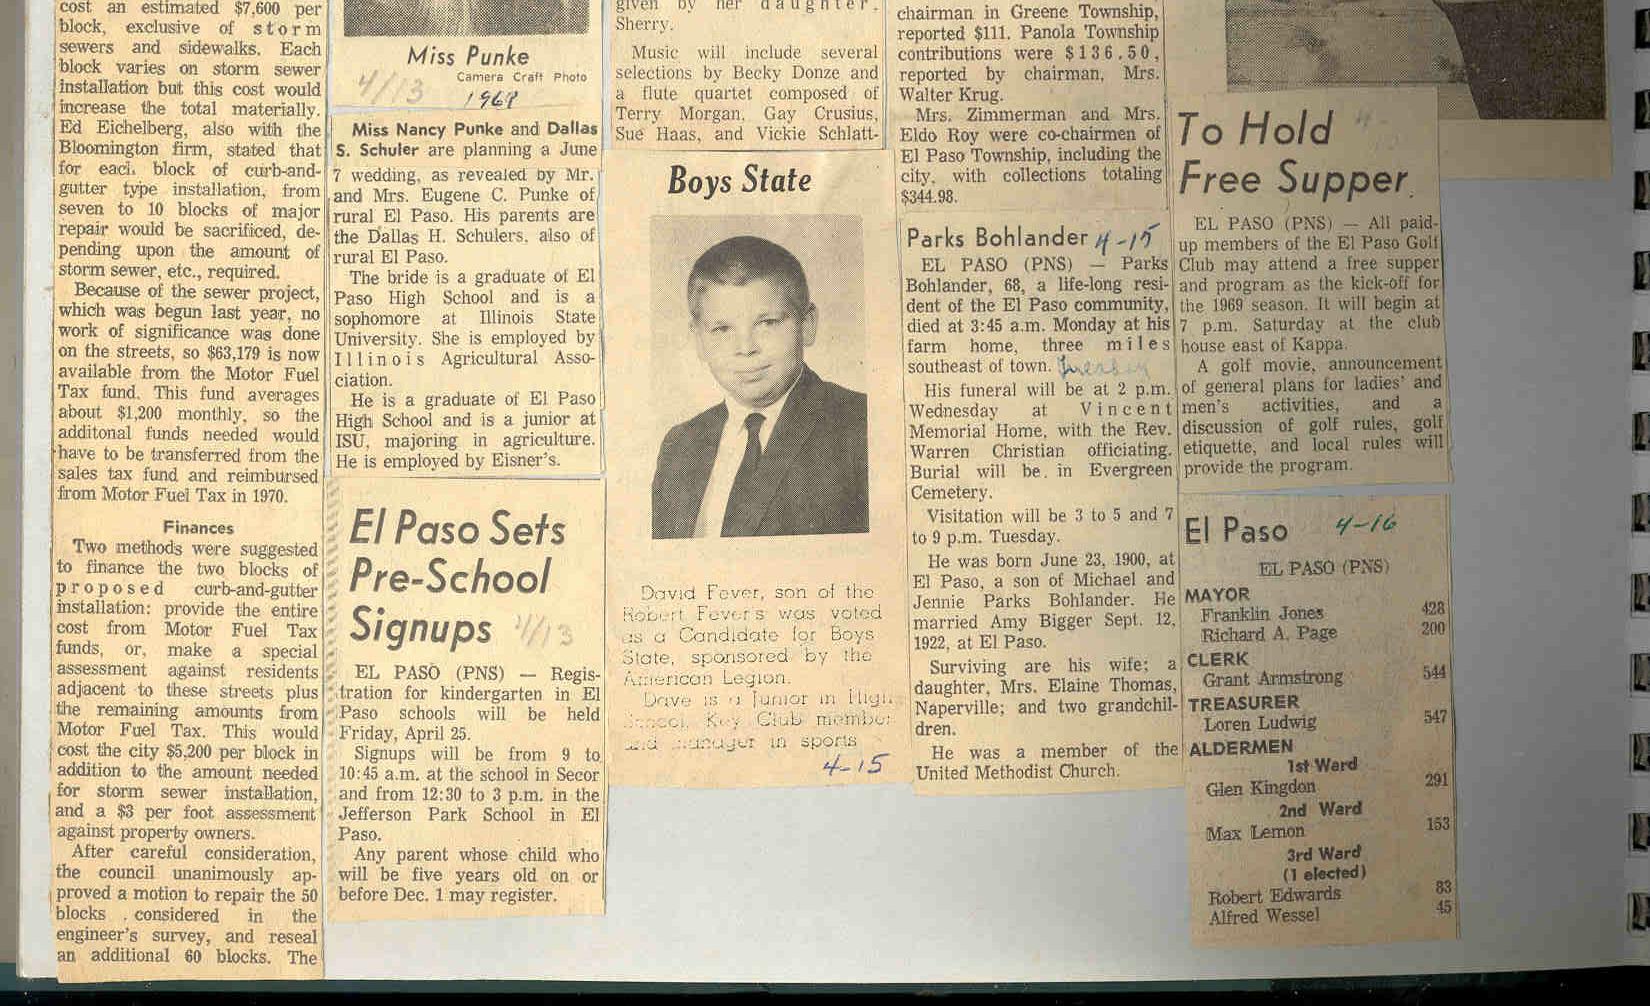 cost an estimated $7,600 per
block, exclusive of storm
sewers and sidewalks. Each
block varies on storm sewer
installation but this cost would
increase the total materially.
Ed Eichelberg, also with the
Bloomington firm, stated that
for each block of curb-and-
gutter type installation, from
seven to 10 blocks of major
repair would be sacrificed, de-
pending upon the amount of
storm sewer, etc., required.
Because of the sewer project,
which was begun last year, no
work of significance was done
on the streets, so $63,179 is now
available from the Motor Fuel
Tax fund. This fund averages
about $1,200 monthly, so the
additonal funds needed would
have to be transferred from the
sales tax fund and reimbursed
from Motor Fuel Tax in 1970.
Finances
Two methods were suggested
to finance the two blocks of
proposed curb-and-gutter
installation: provide the entire
cost from Motor Fuel Tax
funds, or, make a special
assessment against residents
adjacent to these streets plus
the remaining amounts from
Motor Fuel Tax. This would
cost the city $5,200 per block in
addition to the amount needed
for storm sewer installation,
and a $3 per foot assessment
against property owners.
After careful consideration,
the council unanimously ap-
proved a motion to repair the 50
blocks considered in the
engineer's survey, and reseal
an additional 60 blocks. The
Miss Punke
Camera Craft Photo
4/13 1969
Miss Nancy Punke and Dallas
S. Schuler are planning a June
7 wedding, as revealed by Mr.
and Mrs. Eugene C. Punke of
rural El Paso. His parents are
the Dallas H. Schulers, also of
rural El Paso.
The bride is a graduate of El
Paso High School and is a
sophomore at Illinois State
University. She is employed by
Illinois Agricultural Asso-
ciation.
He is a graduate of El Paso
High School and is a junior at
ISU, majoring in agriculture.
He is employed by Eisner's.
El Paso Sets
Pre-School
Signups 4/13
EL PASO (PNS) — Regis-
tration for kindergarten in El
Paso schools will be held
Friday, April 25.
Signups will be from 9 to
10:45 a.m. at the school in Secor
and from 12:30 to 3 p.m. in the
Jefferson Park School in El
Paso.
Any parent whose child who
will be five years old on or
before Dec. 1 may register.
given by her daughter,
Sherry.
Music will include several
selections by Becky Donze and
a flute quartet composed of
Terry Morgan, Gay Crusius,
Sue Haas, and Vickie Schlatt-
Boys State
David Fever, son of the
Robert Fever's was voted
as a Candidate for Boys
State, sponsored by the
American Legion.
Dave is a Junior in High
School, Key Club member
and manager in sports
4-15
chairman in Greene Township,
reported $111. Panola Township
contributions were $136.50,
reported by chairman, Mrs.
Walter Krug.
Mrs. Zimmerman and Mrs.
Eldo Roy were co-chairmen of
El Paso Township, including the
city, with collections totaling
$344.98.
Parks Bohlander 4-15
EL PASO (PNS) — Parks
Bohlander, 68, a life-long resi-
dent of the El Paso community,
died at 3:45 a.m. Monday at his
farm home, three miles
southeast of town.
His funeral will be at 2 p.m.
Wednesday at Vincent
Memorial Home, with the Rev.
Warren Christian officiating.
Burial will be in Evergreen
Cemetery.
Visitation will be 3 to 5 and 7
to 9 p.m. Tuesday.
He was born June 23, 1900, at
El Paso, a son of Michael and
Jennie Parks Bohlander. He
married Amy Bigger Sept. 12,
1922, at El Paso.
Surviving are his wife; a
daughter, Mrs. Elaine Thomas,
Naperville; and two grandchil-
dren.
He was a member of the
United Methodist Church.
To Hold
Free Supper
EL PASO (PNS) — All paid-
up members of the El Paso Golf
Club may attend a free supper
and program as the kick-off for
the 1969 season. It will begin at
7 p.m. Saturday at the club
house east of Kappa.
A golf movie, announcement
of general plans for ladies' and
men's activities, and a
discussion of golf rules, golf
etiquette, and local rules will
provide the program.
El Paso 4-16
EL PASO (PNS)
MAYOR
Franklin Jones 428
Richard A. Page 200
CLERK
Grant Armstrong 544
TREASURER
Loren Ludwig 547
ALDERMEN
1st Ward
Glen Kingdon 291
2nd Ward
Max Lemon 153
3rd Ward
(1 elected)
Robert Edwards 83
Alfred Wessel 45